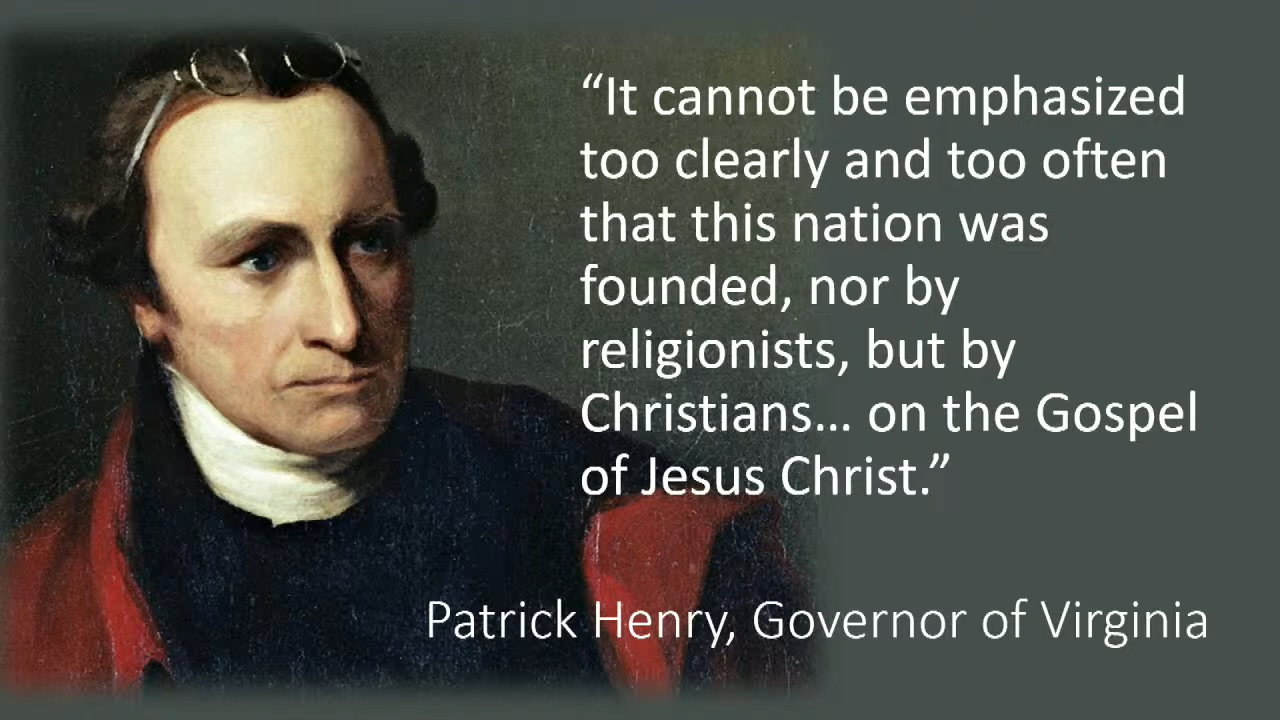 “It cannot be emphasized
too clearly and too often
that this nation was
founded, nor by
religionists, but by
Christians… on the Gospel
of Jesus Christ.”
Patrick Henry, Governor of Virginia